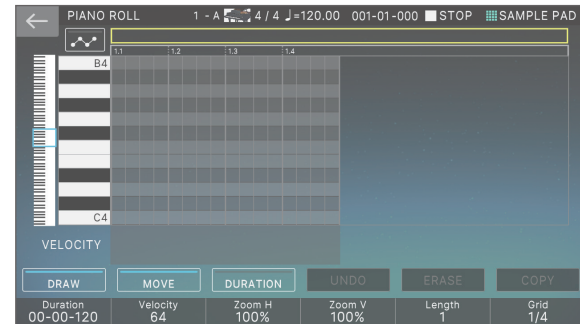 PIANO ROLL 1 - A 4 / 4 ♩=120.00 001-01-000 STOP SAMPLE PAD
1.1 1.2 1.3 1.4
B4
C4
VELOCITY
DRAW MOVE DURATION UNDO ERASE COPY
Duration Velocity Zoom H Zoom V Length Grid
00-00-120 64 100% 100% 1 1/4